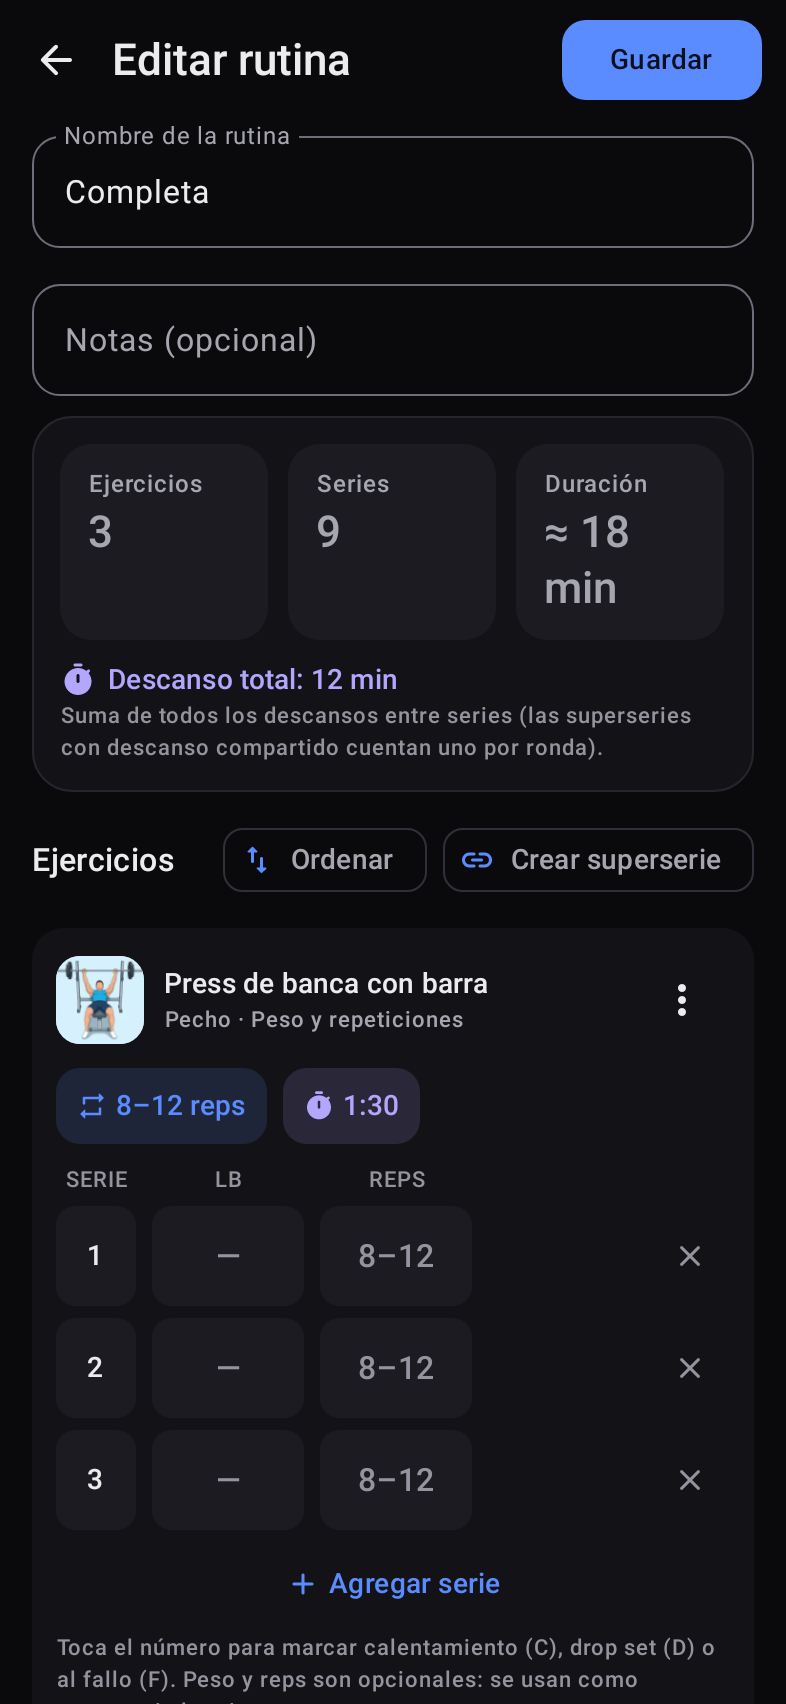 Editar rutina
Guardar
Nombre de la rutina
Completa
Notas (opcional)
Ejercicios
3
Series
9
Duración
≈ 18
min
Descanso total: 12 min
Suma de todos los descansos entre series (las superseries
con descanso compartido cuentan uno por ronda).
Ejercicios
Ordenar
Crear superserie
Press de banca con barra
Pecho · Peso y repeticiones
8–12 reps
1:30
SERIE LB REPS
1 — 8–12
2 — 8–12
3 — 8–12
+ Agregar serie
Toca el número para marcar calentamiento (C), drop set (D) o
al fallo (F). Peso y reps son opcionales: se usan como